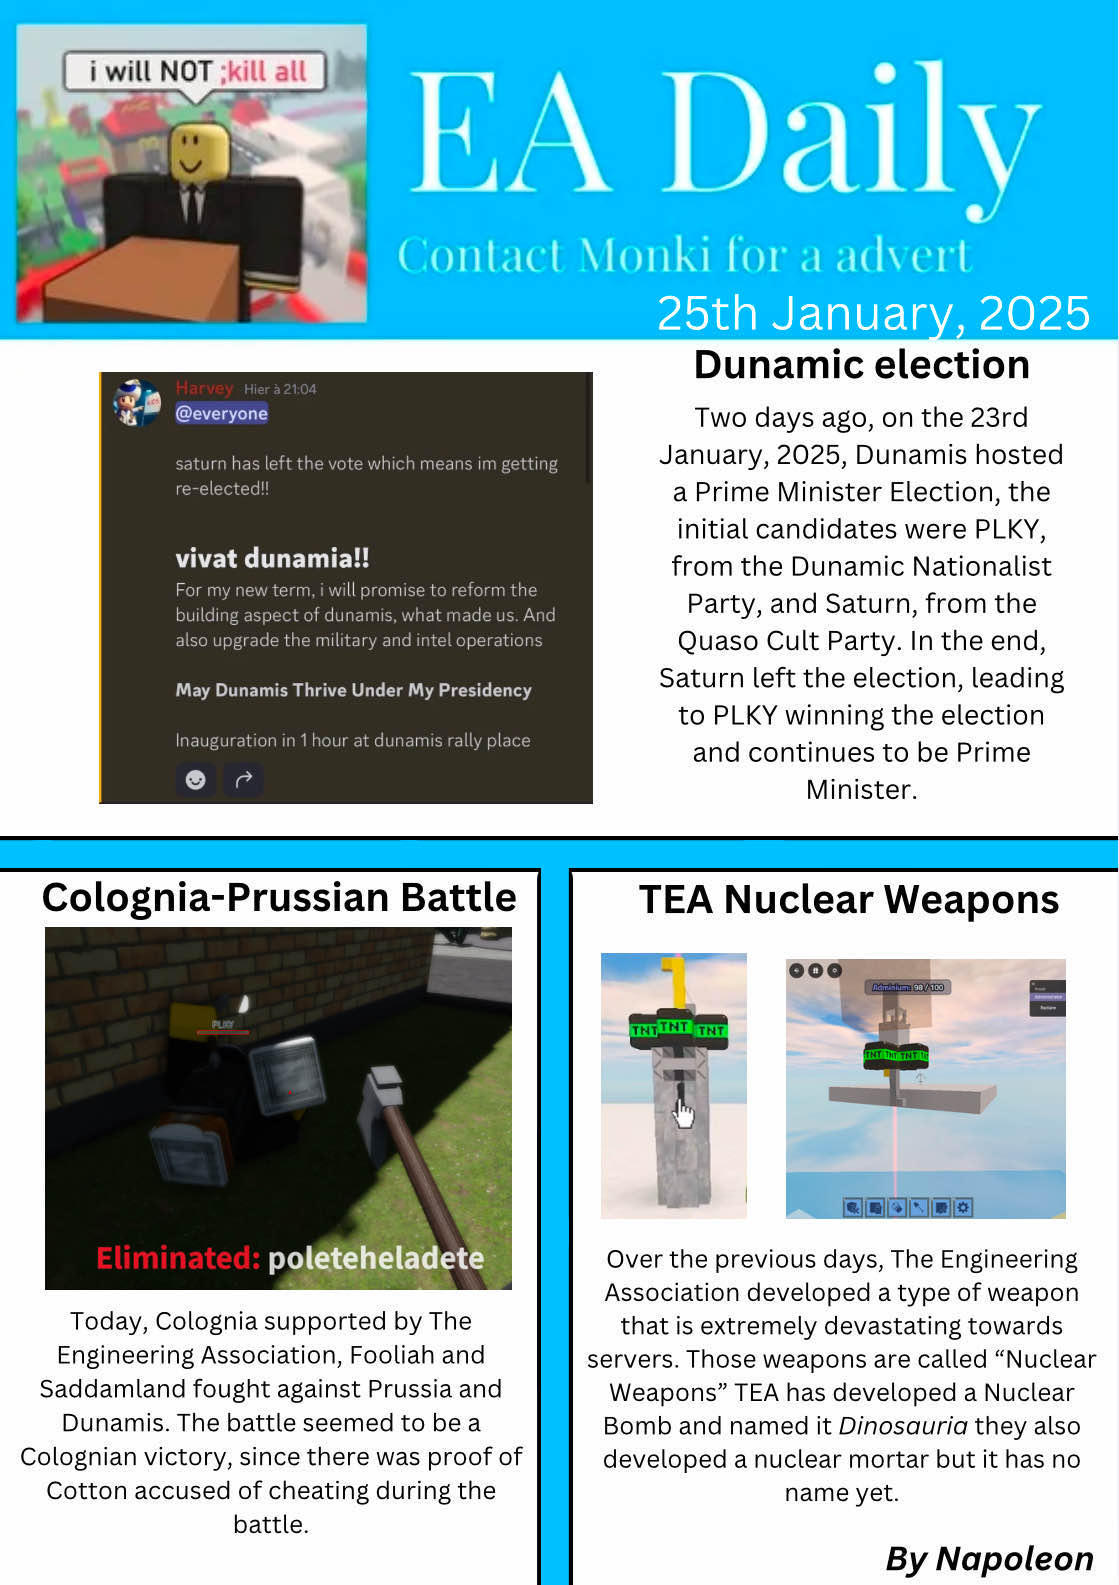 i will NOT ;kill all
EA Daily
Contact Monki for a advert
25th January, 2025
Harvey Hier à 21:04
@everyone
saturn has left the vote which means im getting
re-elected!!
vivat dunamia!!
For my new term, i will promise to reform the
building aspect of dunamis, what made us. And
also upgrade the military and intel operations
May Dunamis Thrive Under My Presidency
Inauguration in 1 hour at dunamis rally place
Dunamic election
Two days ago, on the 23rd
January, 2025, Dunamis hosted
a Prime Minister Election, the
initial candidates were PLKY,
from the Dunamic Nationalist
Party, and Saturn, from the
Quaso Cult Party. In the end,
Saturn left the election, leading
to PLKY winning the election
and continues to be Prime
Minister.
Colognia-Prussian Battle
PLKY
Eliminated: poleteheladete
Today, Colognia supported by The
Engineering Association, Fooliah and
Saddamland fought against Prussia and
Dunamis. The battle seemed to be a
Colognian victory, since there was proof of
Cotton accused of cheating during the
battle.
TEA Nuclear Weapons
TNT TNT TNT
Adminium: 98 / 100
TNT TNT TNT TNT
Over the previous days, The Engineering
Association developed a type of weapon
that is extremely devastating towards
servers. Those weapons are called “Nuclear
Weapons” TEA has developed a Nuclear
Bomb and named it Dinosauria they also
developed a nuclear mortar but it has no
name yet.
By Napoleon